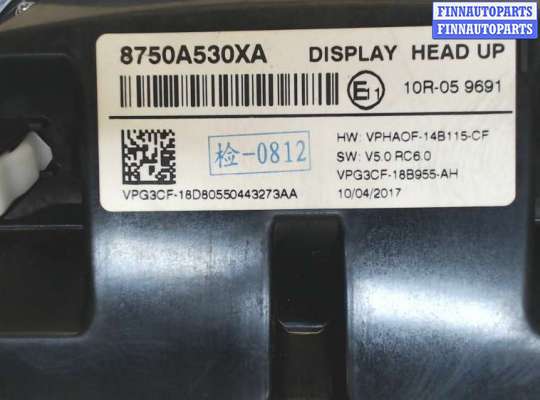 FINNAUTOPARTS
FINNAUTOPARTS
8750A530XA DISPLAY HEAD UP
E1 10R-05 9691
检-0812
HW: VPHAOF-14B115-CF
SW: V5.0 RC6.0
VPG3CF-18B955-AH
VPG3CF-18D80550443273AA 10/04/2017